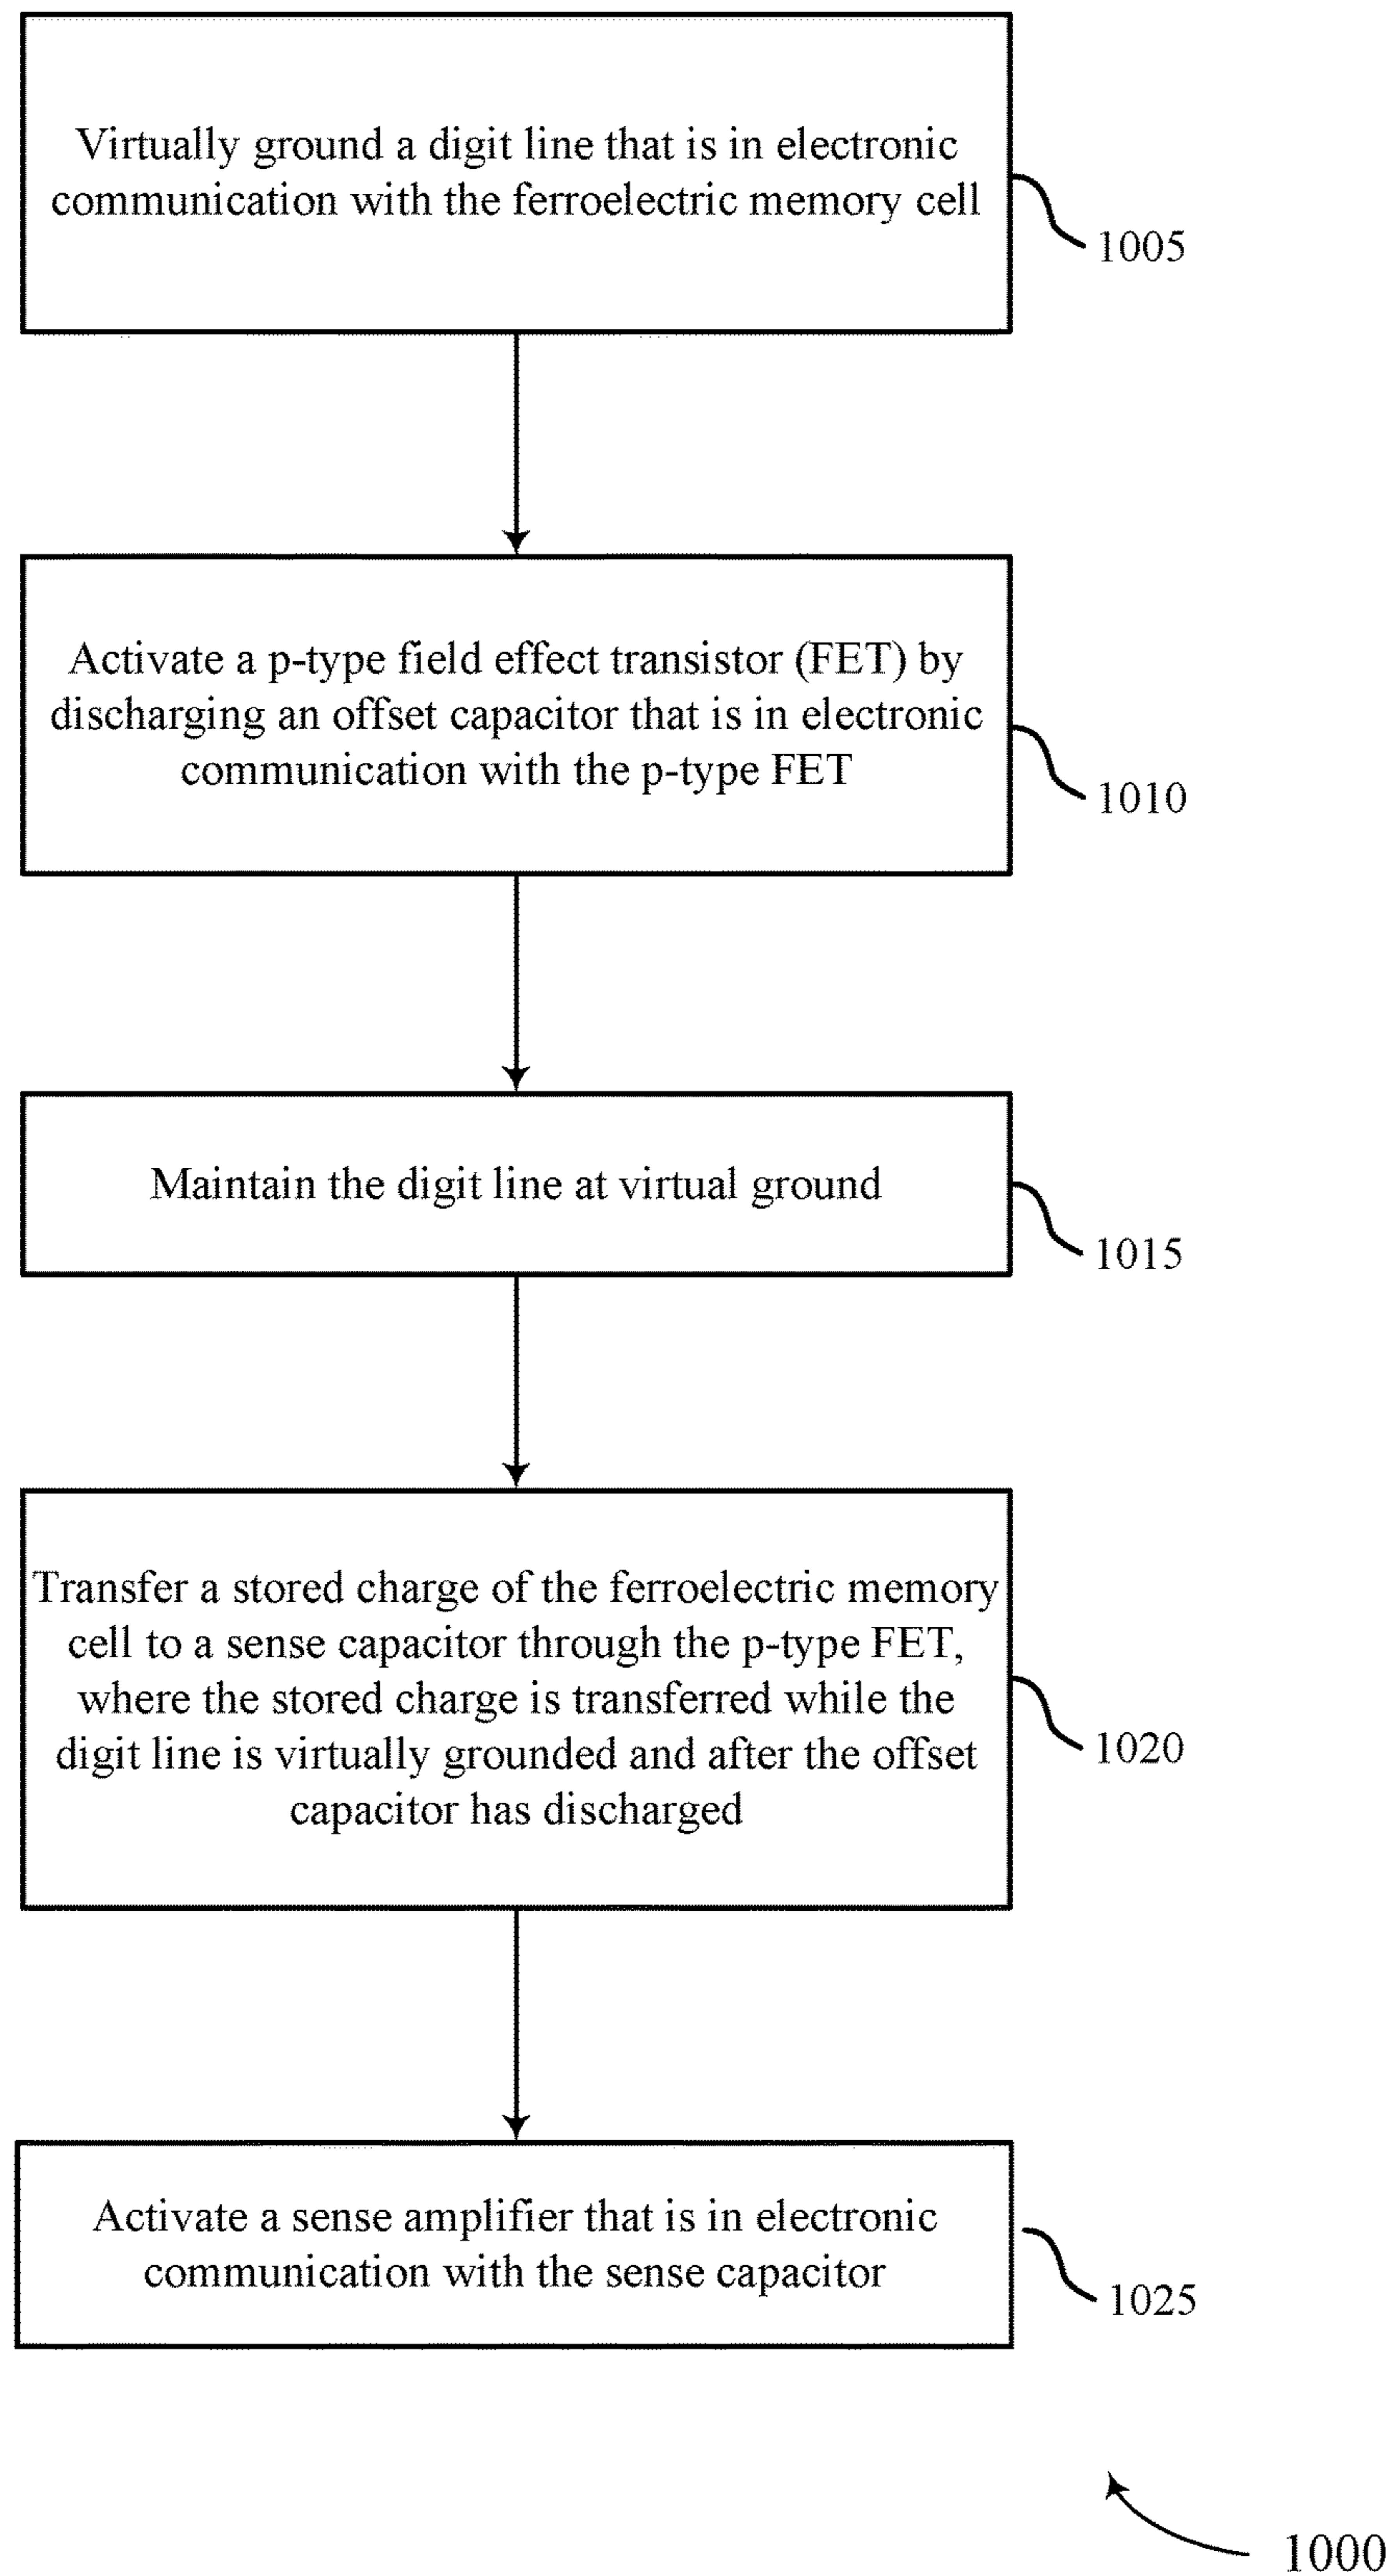 Virtually ground a digit line that is in electronic
communication with the ferroelectric memory cell
1005
Activate a p-type field effect transistor (FET) by
discharging an offset capacitor that is in electronic
communication with the p-type FET
1010
Maintain the digit line at virtual ground
1015
Transfer a stored charge of the ferroelectric memory
cell to a sense capacitor through the p-type FET,
where the stored charge is transferred while the
digit line is virtually grounded and after the offset
capacitor has discharged
1020
Activate a sense amplifier that is in electronic
communication with the sense capacitor
1025
1000